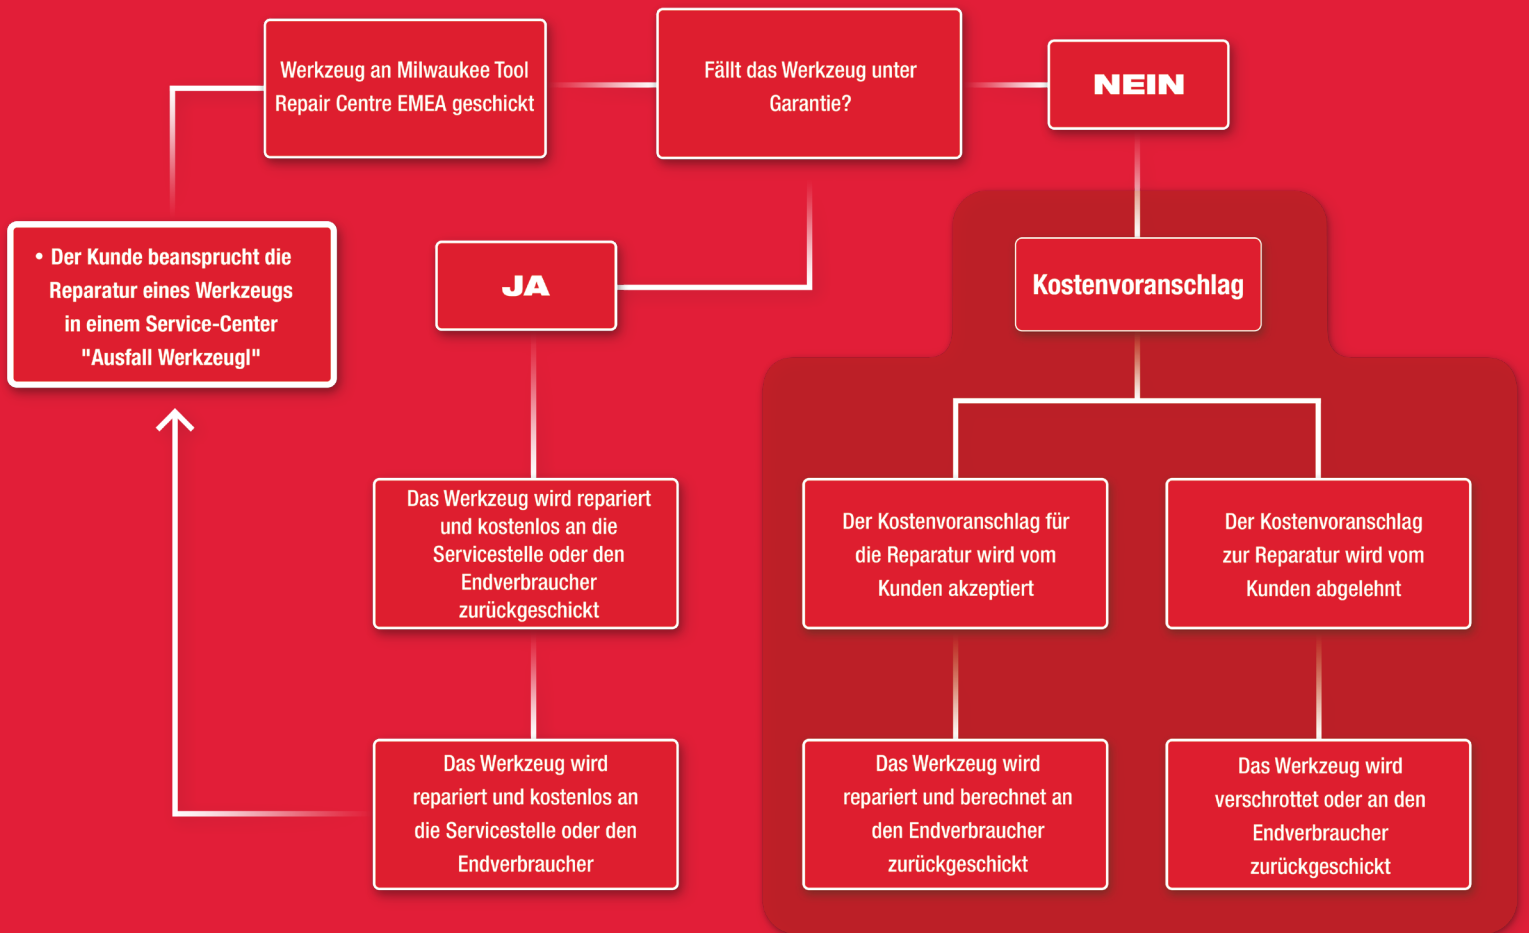 Werkzeug an Milwaukee Tool
Repair Centre EMEA geschickt
Fällt das Werkzeug unter
Garantie?
NEIN
• Der Kunde beansprucht die
Reparatur eines Werkzeugs
in einem Service-Center
"Ausfall Werkzeugl"
JA
Kostenvoranschlag
Das Werkzeug wird repariert
und kostenlos an die
Servicestelle oder den
Endverbraucher
zurückgeschickt
Der Kostenvoranschlag für
die Reparatur wird vom
Kunden akzeptiert
Der Kostenvoranschlag
zur Reparatur wird vom
Kunden abgelehnt
Das Werkzeug wird
repariert und kostenlos an
die Servicestelle oder den
Endverbraucher
Das Werkzeug wird
repariert und berechnet an
den Endverbraucher
zurückgeschickt
Das Werkzeug wird
verschrottet oder an den
Endverbraucher
zurückgeschickt